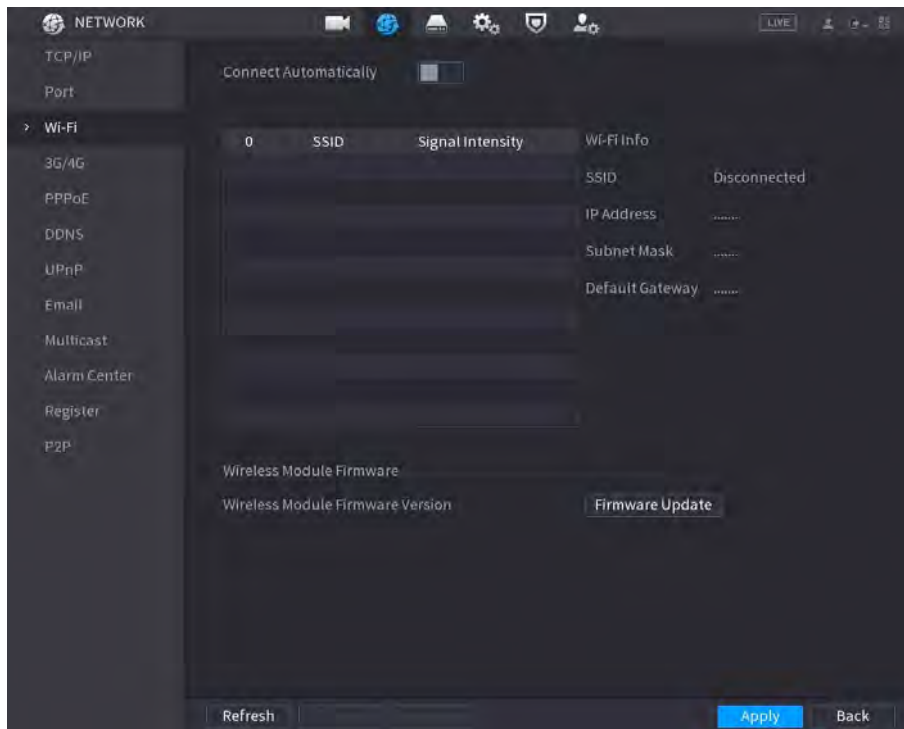 NETWORK
LIVE
TCP/IP
Port
Wi-Fi
3G/4G
PPPoE
DDNS
UPnP
Email
Multicast
Alarm Center
Register
P2P
Connect Automatically
0 SSID Signal Intensity
Wi-Fi Info
SSID Disconnected
IP Address .......
Subnet Mask .......
Default Gateway .......
Wireless Module Firmware
Wireless Module Firmware Version Firmware Update
Refresh Apply Back